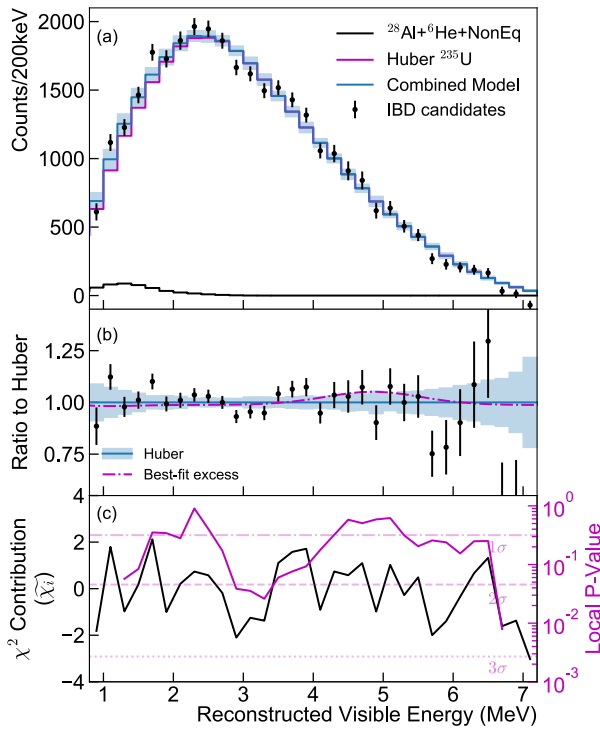 (a)
²⁸Al+⁶He+NonEq
Huber ²³⁵U
Combined Model
IBD candidates
Counts/200keV
2000
1500
1000
500
0
(b)
Ratio to Huber
1.25
1.00
0.75
Huber
Best-fit excess
(c)
χ² Contribution
(χ̃ᵢ)
4
2
0
−2
−4
1σ
2σ
3σ
10⁰
10⁻¹
10⁻²
10⁻³
Local P-Value
1 2 3 4 5 6 7
Reconstructed Visible Energy (MeV)